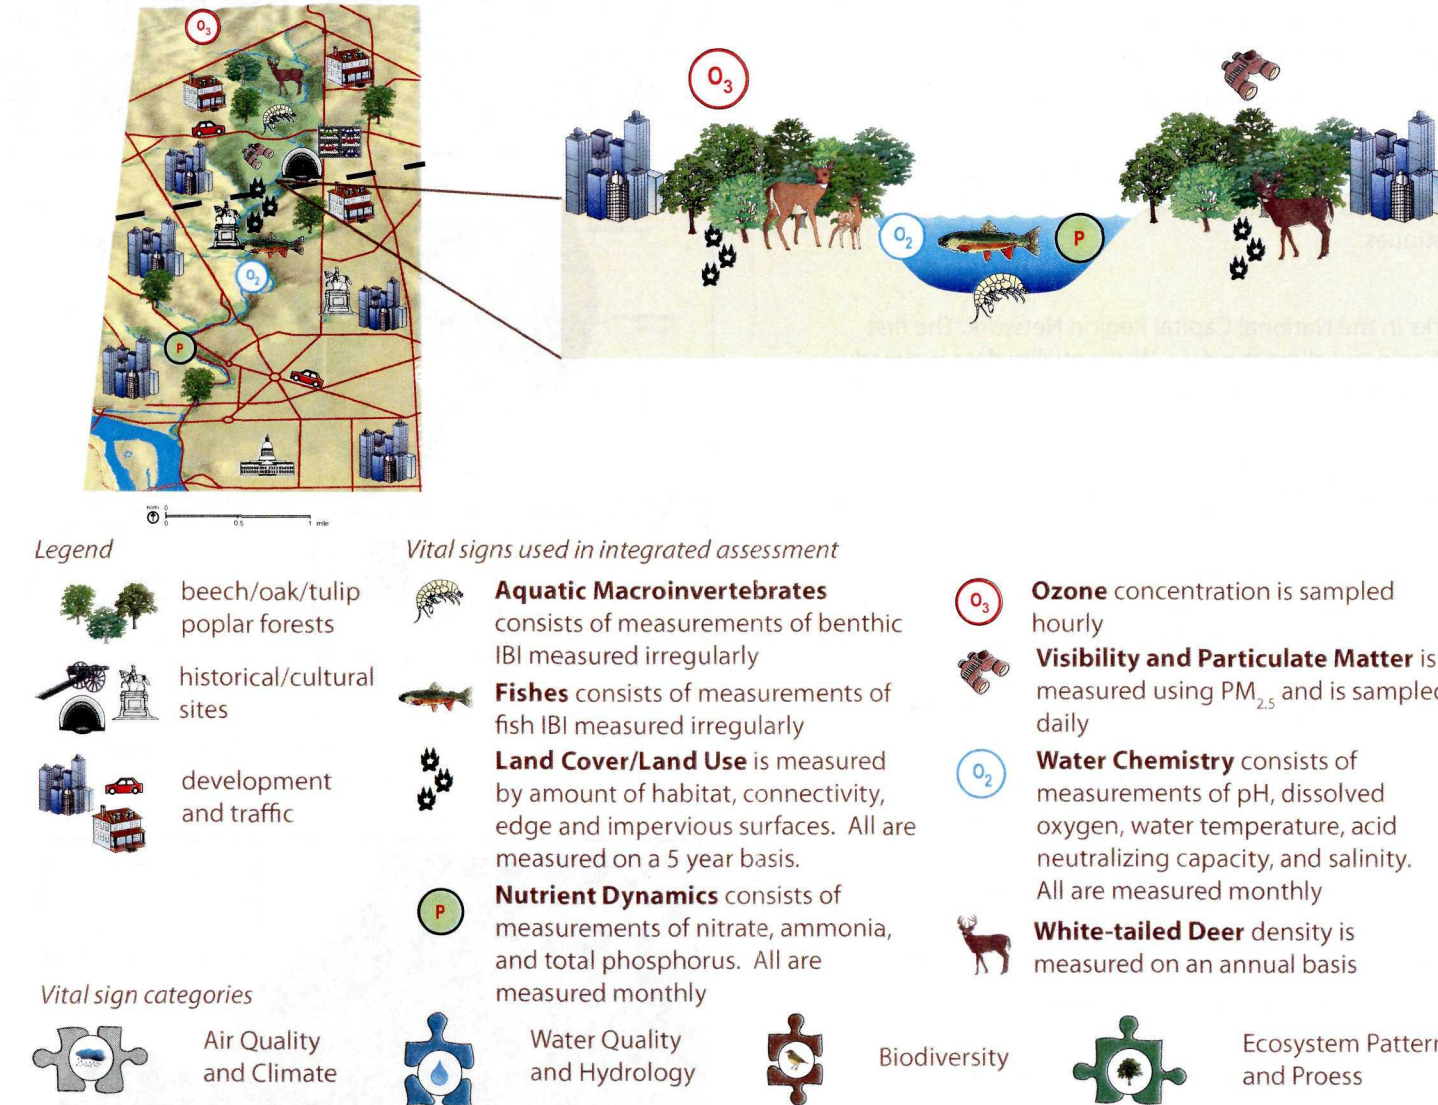 O3
O3
O2
P
O2
P
North 0
0 0.5 1 mile
Legend
beech/oak/tulip
poplar forests
historical/cultural
sites
development
and traffic
Vital signs used in integrated assessment
Aquatic Macroinvertebrates
consists of measurements of benthic
IBI measured irregularly
Fishes consists of measurements of
fish IBI measured irregularly
Land Cover/Land Use is measured
by amount of habitat, connectivity,
edge and impervious surfaces. All are
measured on a 5 year basis.
P
Nutrient Dynamics consists of
measurements of nitrate, ammonia,
and total phosphorus. All are
measured monthly
O3
Ozone concentration is sampled
hourly
Visibility and Particulate Matter is
measured using PM2.5 and is sampled
daily
O2
Water Chemistry consists of
measurements of pH, dissolved
oxygen, water temperature, acid
neutralizing capacity, and salinity.
All are measured monthly
White-tailed Deer density is
measured on an annual basis
Vital sign categories
Air Quality
and Climate
Water Quality
and Hydrology
Biodiversity
Ecosystem Pattern
and Proess